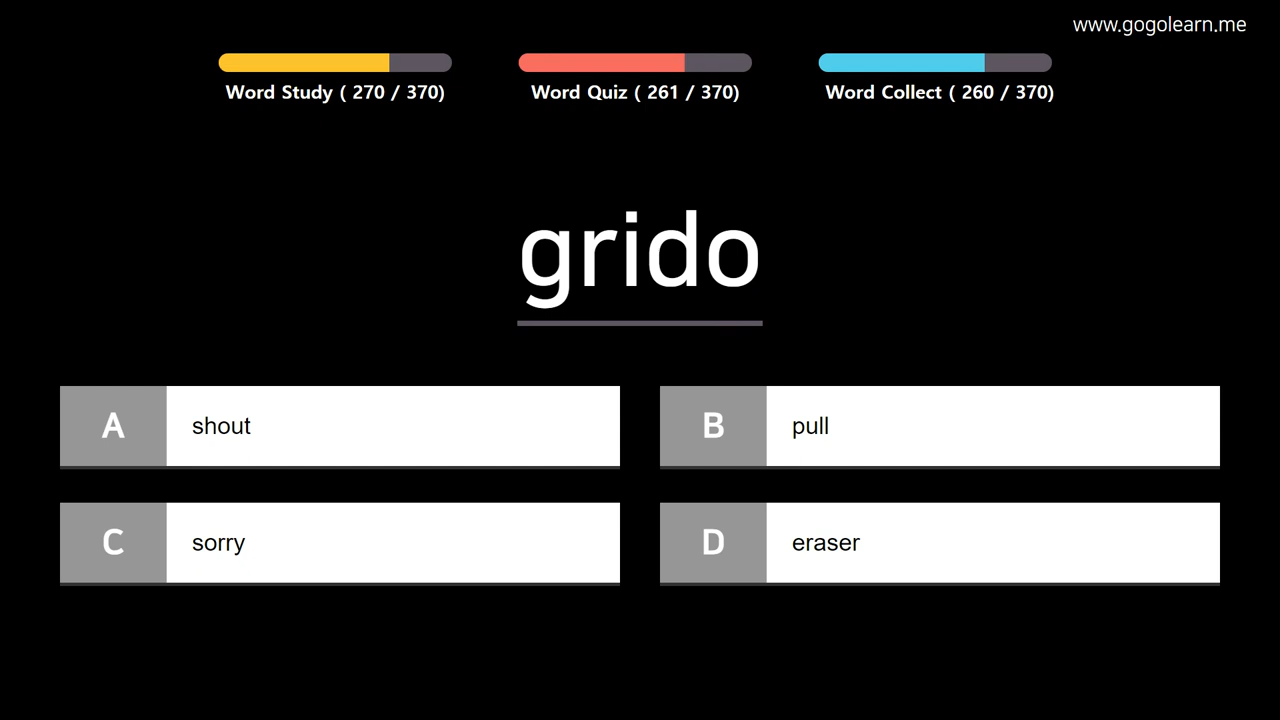 www.gogolearn.me
Word Study ( 270 / 370)
Word Quiz ( 261 / 370)
Word Collect ( 260 / 370)
grido
A shout
B pull
C sorry
D eraser